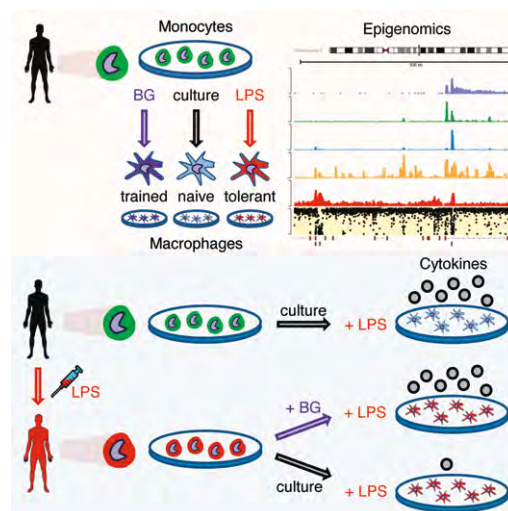 Monocytes
Epigenomics
BG culture LPS
trained naive tolerant
Macrophages
Cytokines
culture
+ LPS
LPS
+ BG
+ LPS
culture
+ LPS